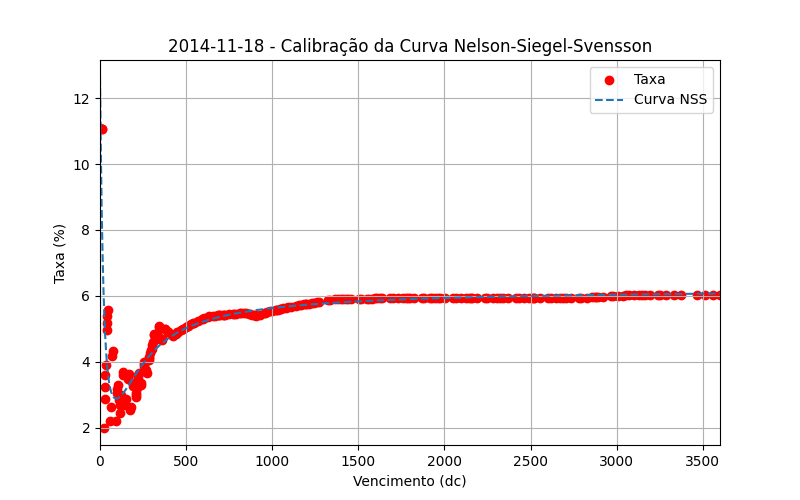 2014-11-18 - Calibração da Curva Nelson-Siegel-Svensson
Taxa
Curva NSS
Taxa (%)
12
10
8
6
4
2
0 500 1000 1500 2000 2500 3000 3500
Vencimento (dc)